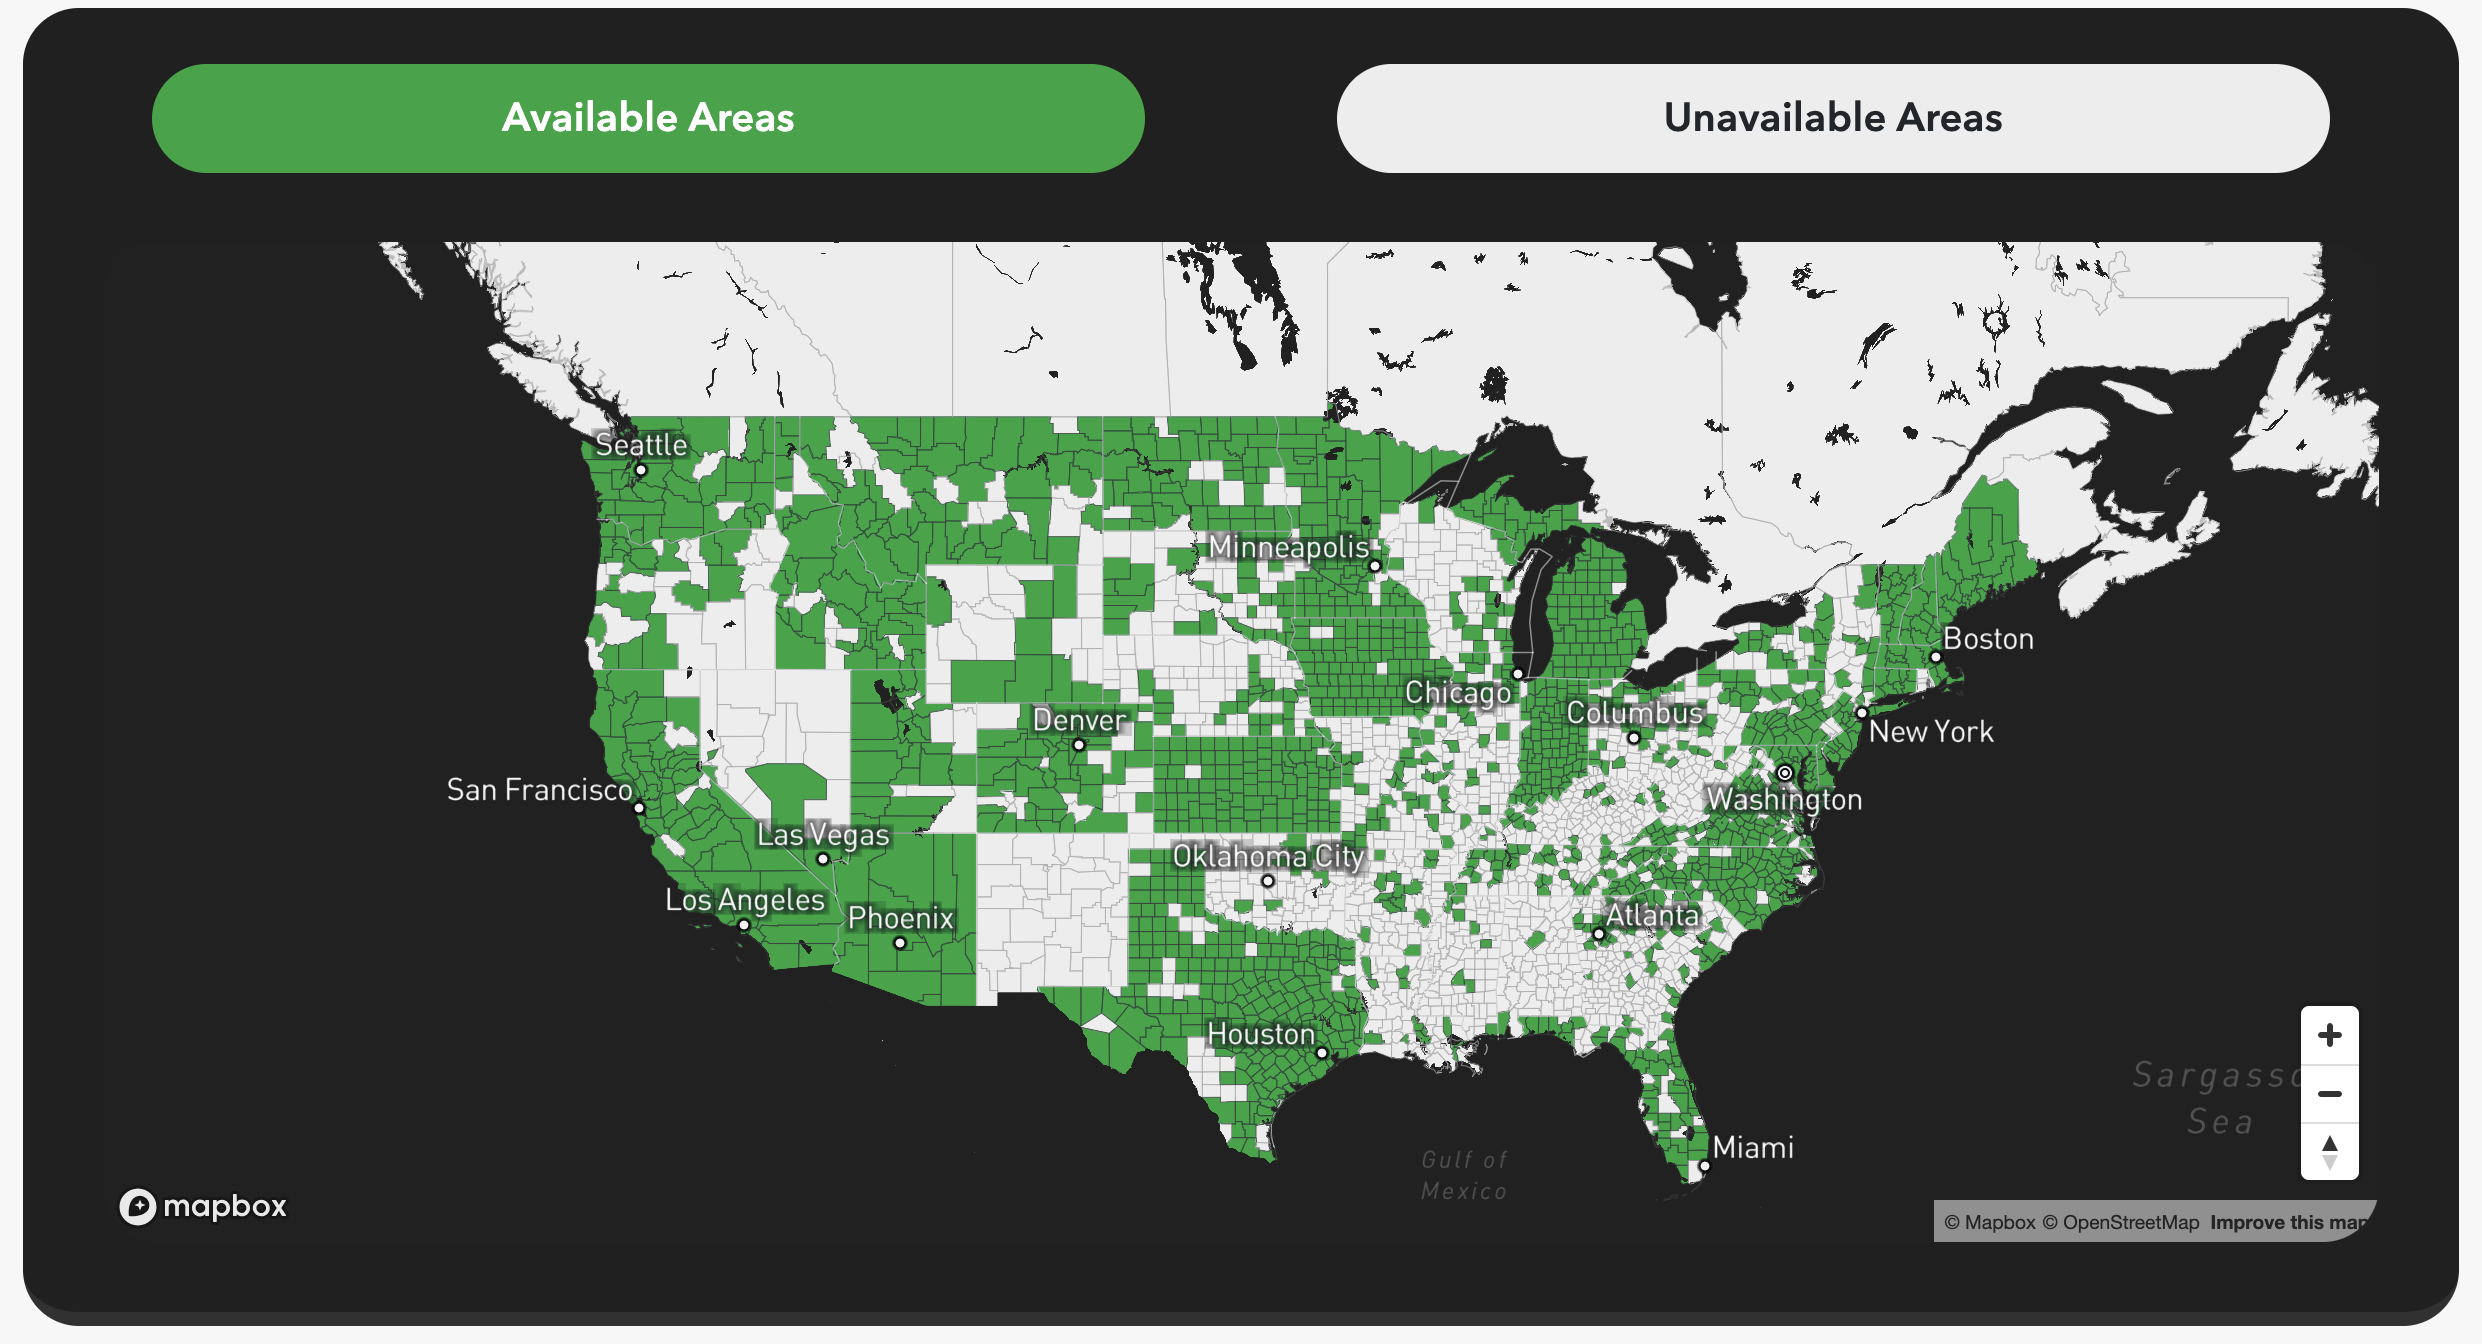 Available Areas
Unavailable Areas
Seattle
Minneapolis
Boston
Chicago
Columbus
Denver
New York
San Francisco
Washington
Las Vegas
Oklahoma City
Los Angeles
Phoenix
Atlanta
Houston
Sargasso
Sea
Miami
Gulf of
Mexico
mapbox
© Mapbox © OpenStreetMap Improve this map